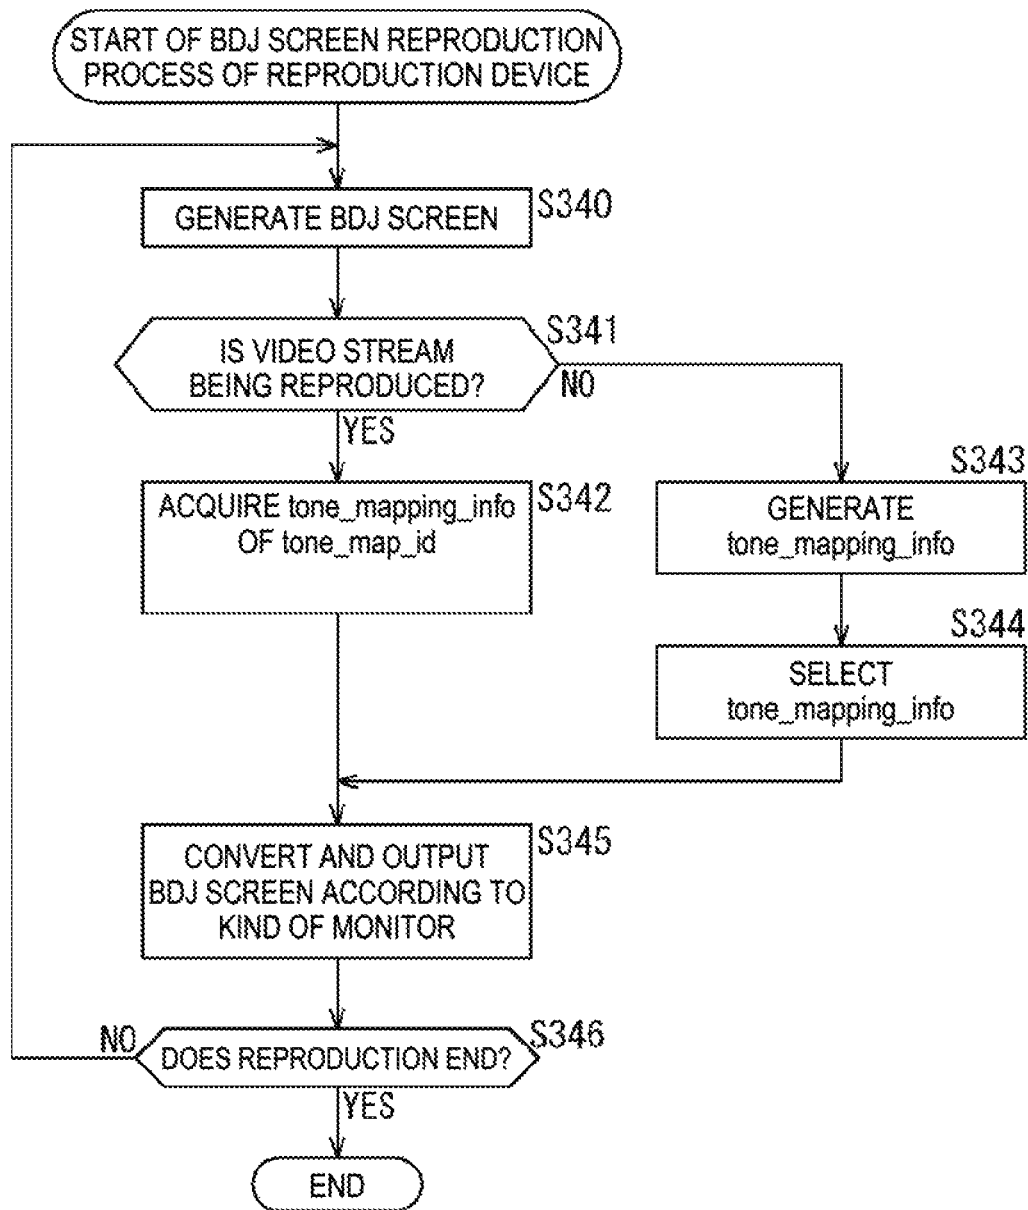 START OF BDJ SCREEN REPRODUCTION
PROCESS OF REPRODUCTION DEVICE
GENERATE BDJ SCREEN
S340
IS VIDEO STREAM
BEING REPRODUCED?
S341
NO
YES
ACQUIRE tone_mapping_info
OF tone_map_id
S342
S343
GENERATE
tone_mapping_info
S344
SELECT
tone_mapping_info
CONVERT AND OUTPUT
BDJ SCREEN ACCORDING TO
KIND OF MONITOR
S345
NO
DOES REPRODUCTION END?
S346
YES
END